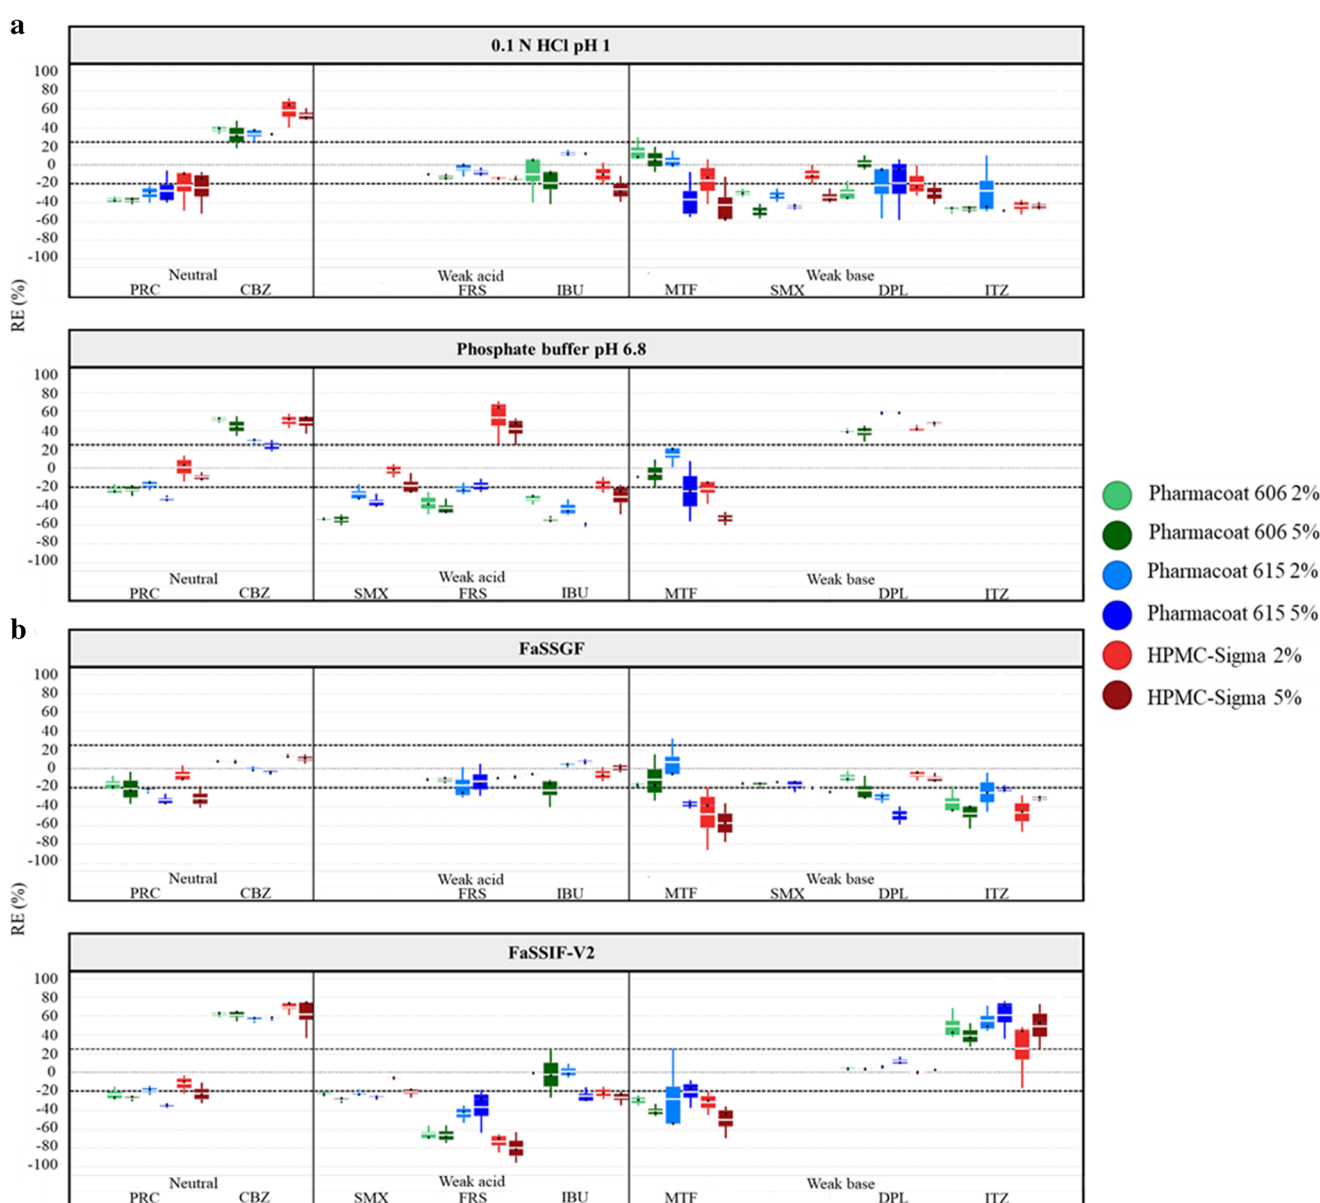 a
0.1 N HCl pH 1
100
80
60
40
20
0
-20
-40
-60
-80
-100
Neutral Weak acid Weak base
PRC CBZ FRS IBU MTF SMX DPL ITZ
RE (%)
Phosphate buffer pH 6.8
100
80
60
40
20
0
-20
-40
-60
-80
-100
Neutral Weak acid Weak base
PRC CBZ SMX FRS IBU MTF DPL ITZ
Pharmacoat 606 2%
Pharmacoat 606 5%
Pharmacoat 615 2%
Pharmacoat 615 5%
HPMC-Sigma 2%
HPMC-Sigma 5%
b
FaSSGF
100
80
60
40
20
0
-20
-40
-60
-80
-100
Neutral Weak acid Weak base
PRC CBZ FRS IBU MTF SMX DPL ITZ
RE (%)
FaSSIF-V2
100
80
60
40
20
0
-20
-40
-60
-80
-100
Neutral Weak acid Weak base
PRC CBZ SMX FRS IBU MTF DPL ITZ